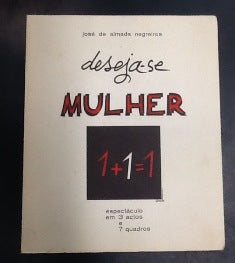 josé de almada negreiros
deseja-se
MULHER
1+1=1
espectáculo
em 3 actos
e
7 quadros